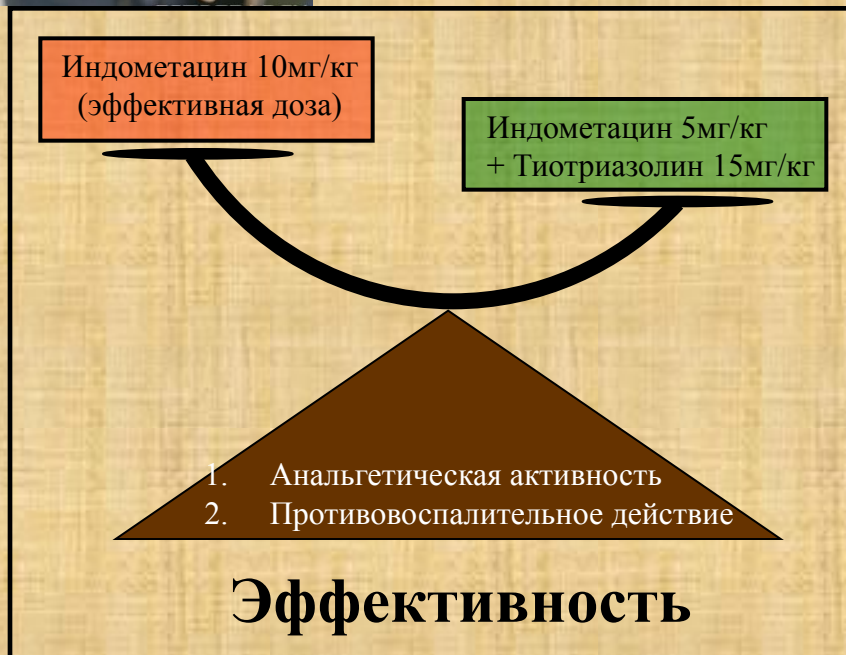 Индометацин 10мг/кг
(эффективная доза)
Индометацин 5мг/кг
+ Тиотриазолин 15мг/кг
1. Анальгетическая активность
2. Противовоспалительное действие
Эффективность